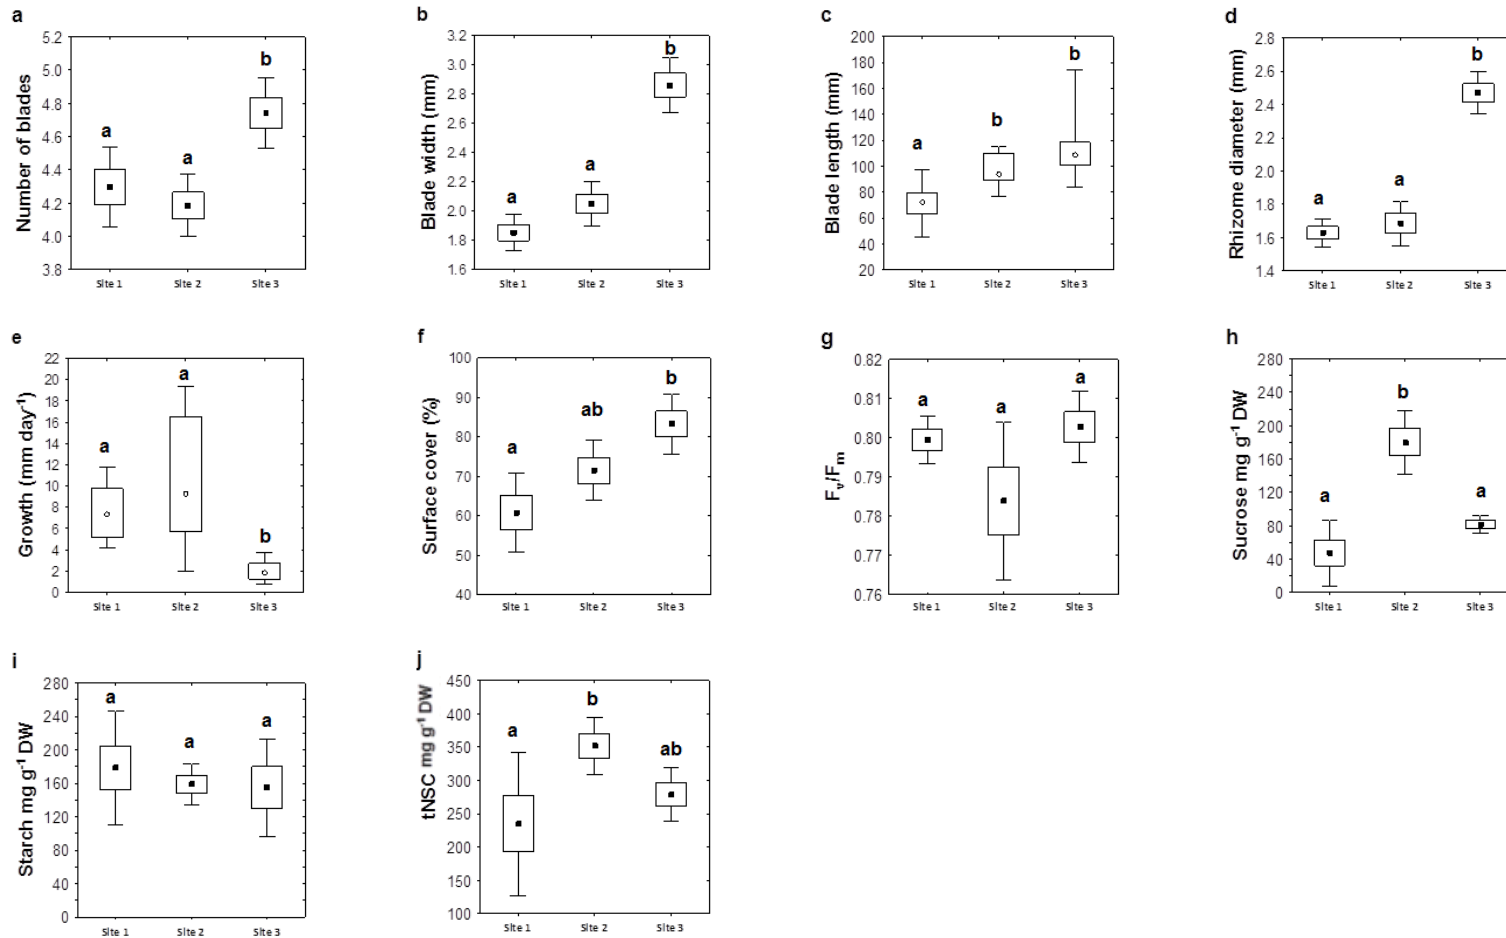 a
Number of blades
5.2
5.0
4.8
4.6
4.4
4.2
4.0
3.8
a
a
b
Site 1 Site 2 Site 3
b
Blade width (mm)
3.2
3.0
2.8
2.6
2.4
2.2
2.0
1.8
1.6
a
a
b
Site 1 Site 2 Site 3
c
Blade length (mm)
200
180
160
140
120
100
80
60
40
20
a
b
b
Site 1 Site 2 Site 3
d
Rhizome diameter (mm)
2.8
2.6
2.4
2.2
2.0
1.8
1.6
1.4
a
a
b
Site 1 Site 2 Site 3
e
Growth (mm day⁻¹)
22
20
18
16
14
12
10
8
6
4
2
0
a
a
b
Site 1 Site 2 Site 3
f
Surface cover (%)
100
90
80
70
60
50
40
a
ab
b
Site 1 Site 2 Site 3
g
Fv/Fm
0.82
0.81
0.80
0.79
0.78
0.77
0.76
a
a
a
Site 1 Site 2 Site 3
h
Sucrose mg g⁻¹ DW
280
240
200
160
120
80
40
0
a
b
a
Site 1 Site 2 Site 3
i
Starch mg g⁻¹ DW
280
240
200
160
120
80
40
0
a
a
a
Site 1 Site 2 Site 3
j
tNSC mg g⁻¹ DW
450
400
350
300
250
200
150
100
a
b
ab
Site 1 Site 2 Site 3